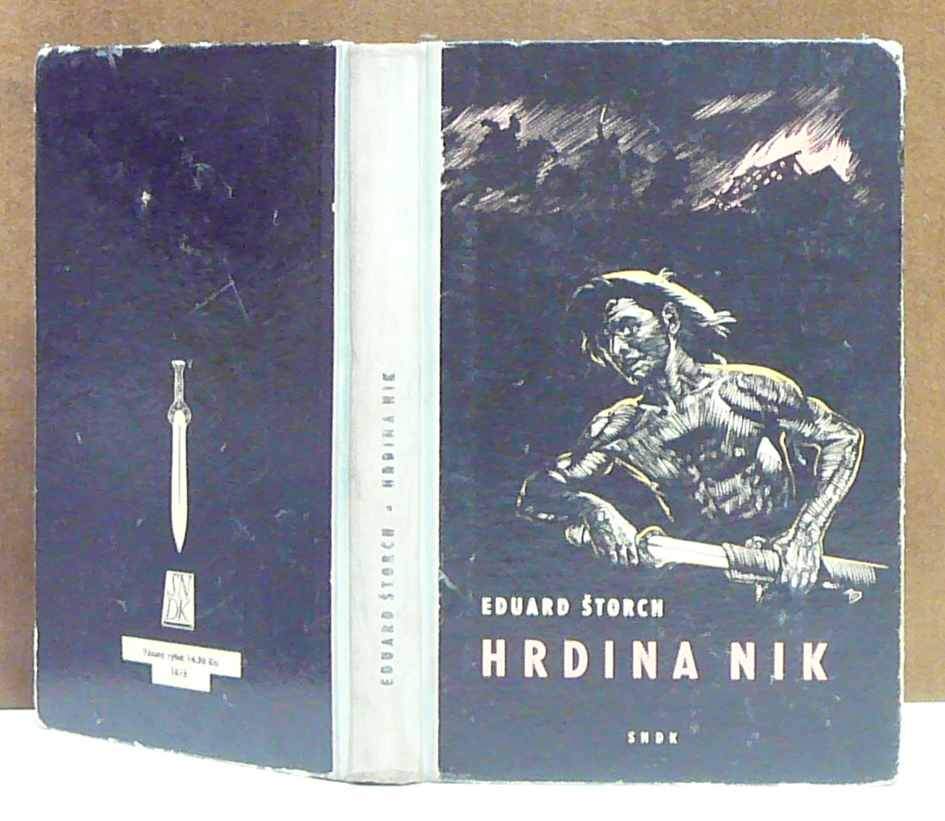 EDUARD ŠTORCH
HRDINA NIK
SNDK
EDUARD ŠTORCH • HRDINA NIK
SN
DK